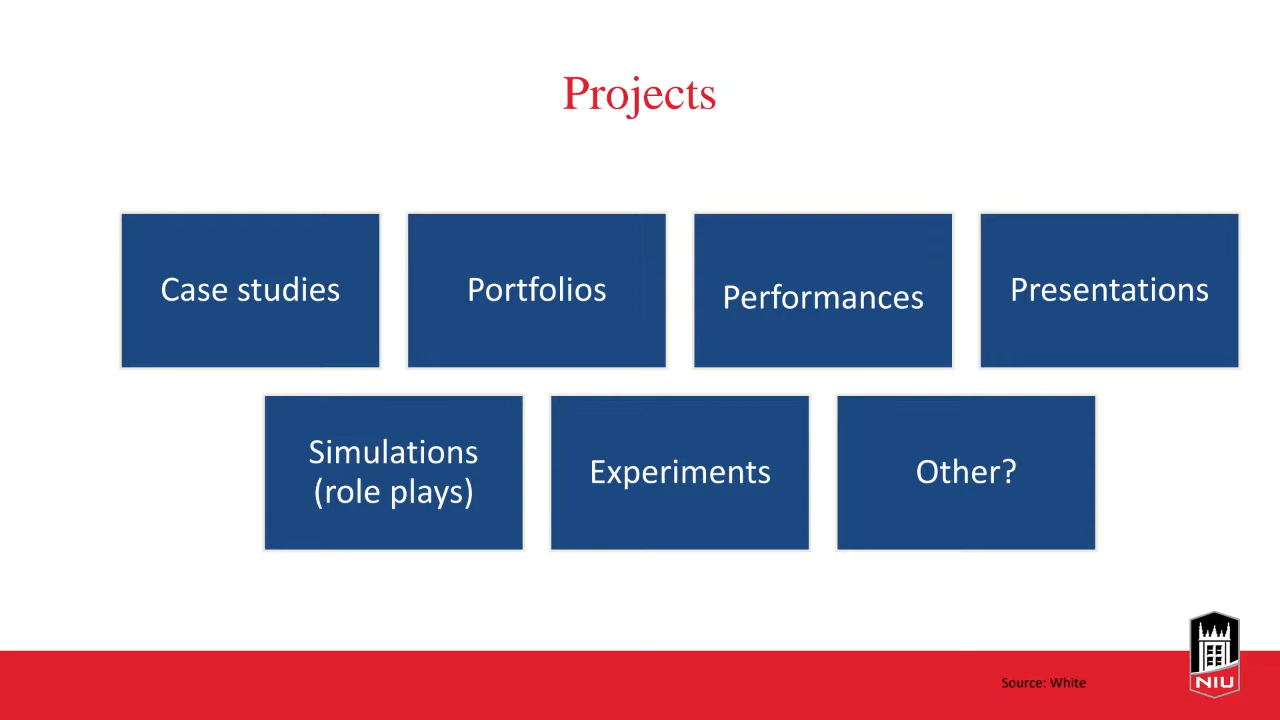 Projects
Case studies
Portfolios
Performances
Presentations
Simulations
(role plays)
Experiments
Other?
Source: White
NIU